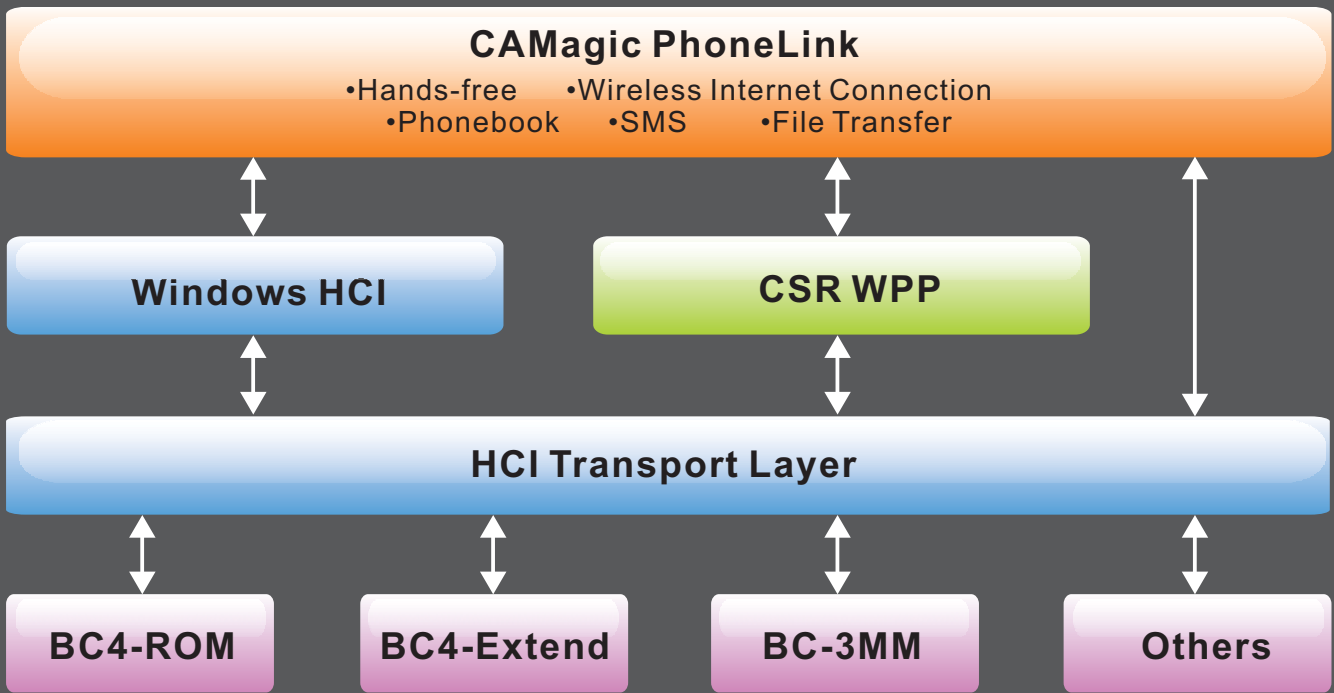 CAMagic PhoneLink
•Hands-free •Wireless Internet Connection
•Phonebook •SMS •File Transfer
Windows HCI
CSR WPP
HCI Transport Layer
BC4-ROM
BC4-Extend
BC-3MM
Others